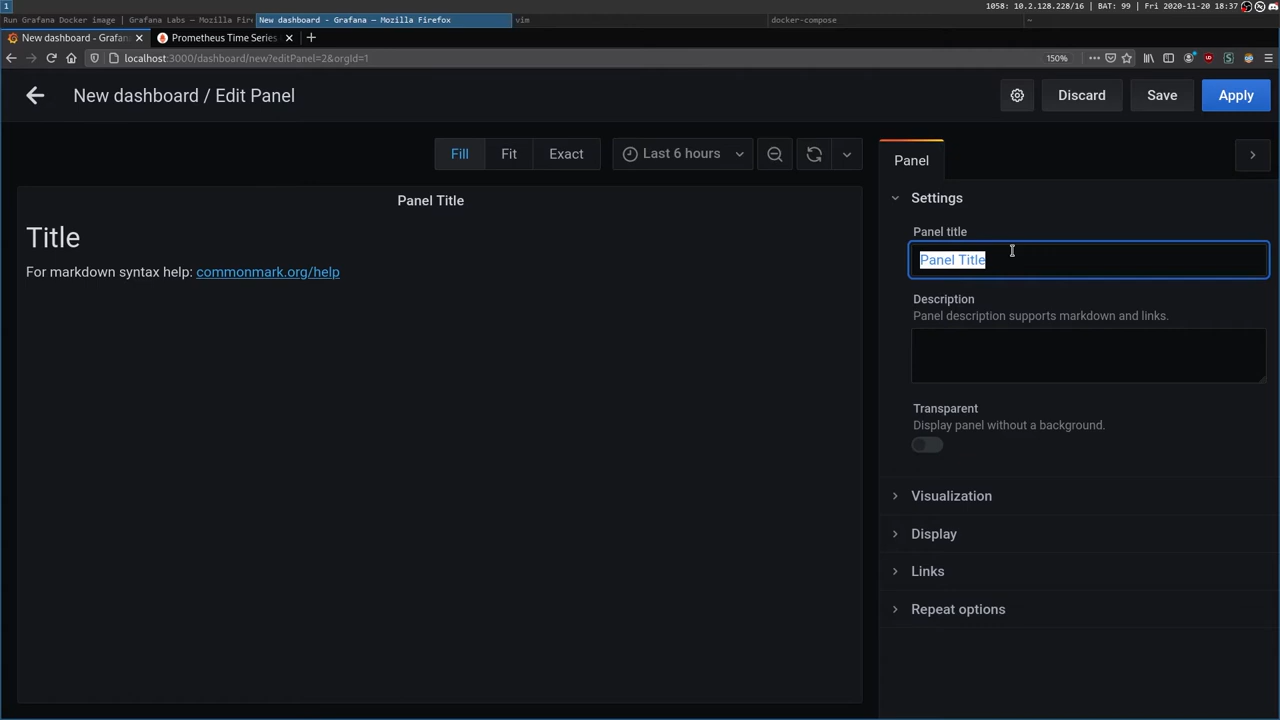 1
1058: 10.2.128.228/16 | BAT: 99 | Fri 2020-11-20 18:37
Run Grafana Docker image | Grafana Labs — Mozilla Fir
New dashboard - Grafana — Mozilla Firefox
vim
docker-compose
~
New dashboard - Grafan
Prometheus Time Series
localhost:3000/dashboard/new?editPanel=2&orgId=1
150%
New dashboard / Edit Panel
Discard
Save
Apply
Fill
Fit
Exact
Last 6 hours
Panel
Panel Title
Title
For markdown syntax help: commonmark.org/help
Settings
Panel title
Panel Title
Description
Panel description supports markdown and links.
Transparent
Display panel without a background.
Visualization
Display
Links
Repeat options